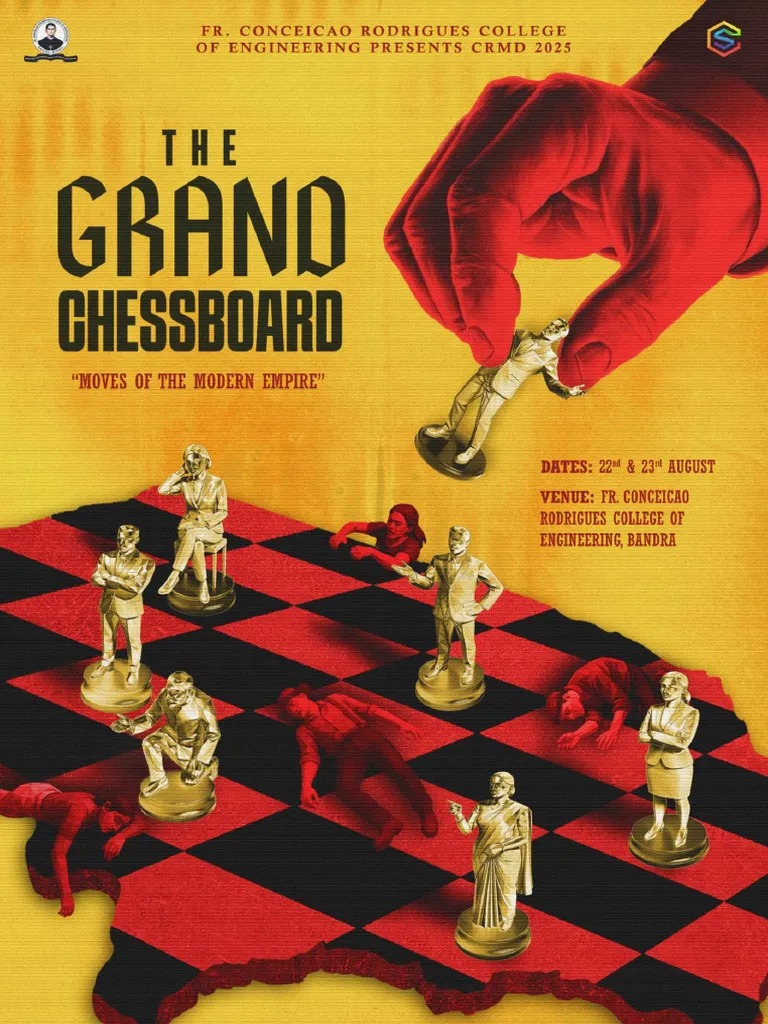 FR. CONCEICAO RODRIGUES COLLEGE
OF ENGINEERING PRESENTS CRMD 2025
THE
GRAND
CHESSBOARD
“MOVES OF THE MODERN EMPIRE”
DATES: 22nd & 23rd AUGUST
VENUE: FR. CONCEICAO
RODRIGUES COLLEGE OF
ENGINEERING, BANDRA